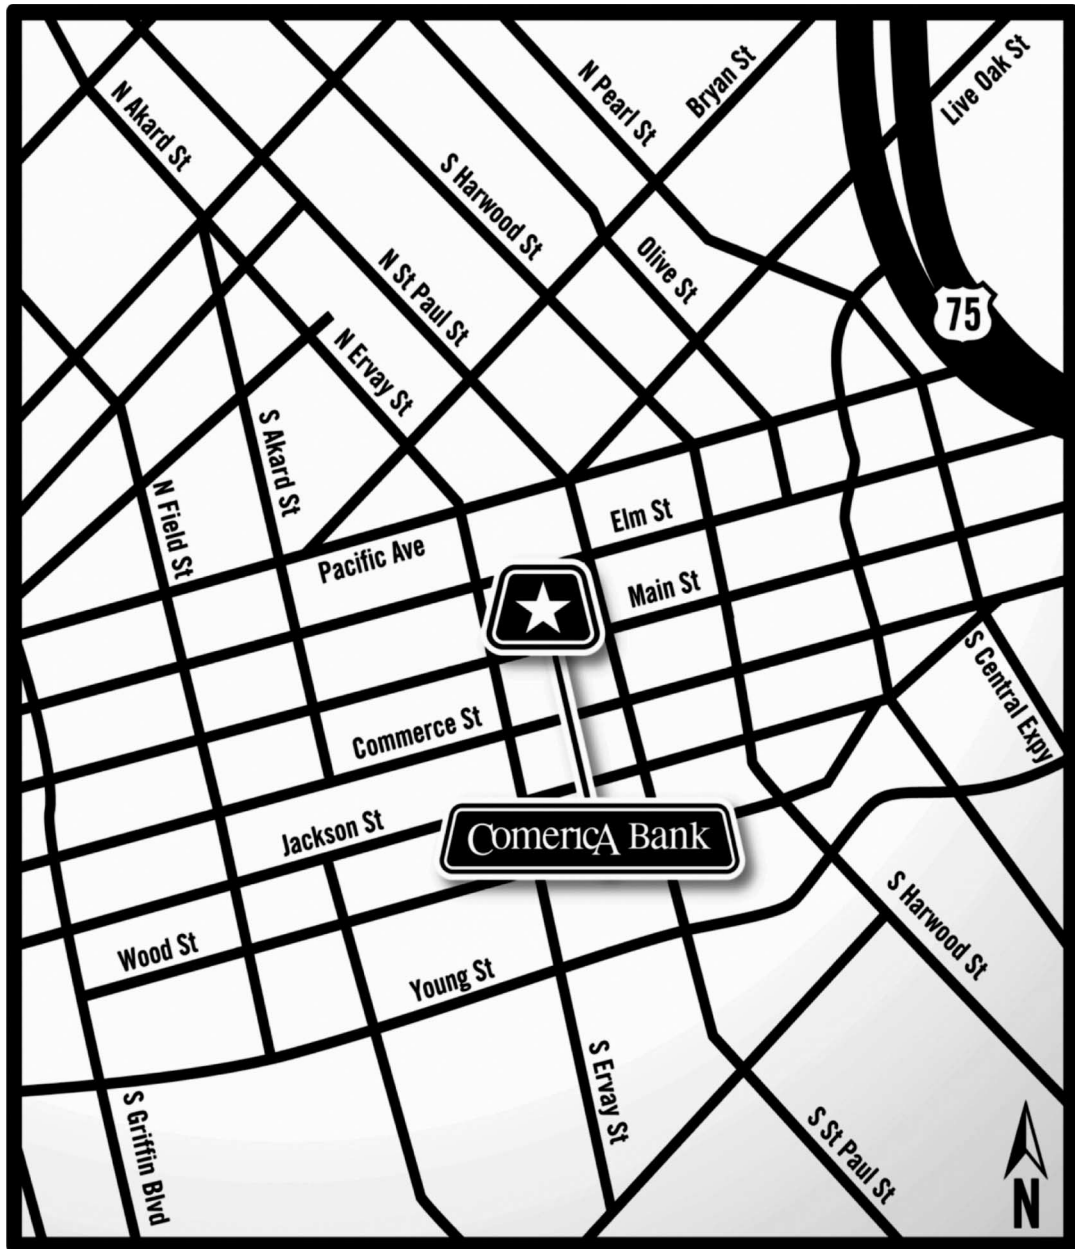 N Akard St
N Pearl St
Bryan St
Live Oak St
S Harwood St
N St Paul St
Olive St
75
N Ervay St
S Akard St
N Field St
Elm St
Pacific Ave
Main St
S Central Expy
Commerce St
Jackson St
ComericA Bank
S Harwood St
Wood St
Young St
S Ervay St
S Griffin Blvd
S St Paul St
N